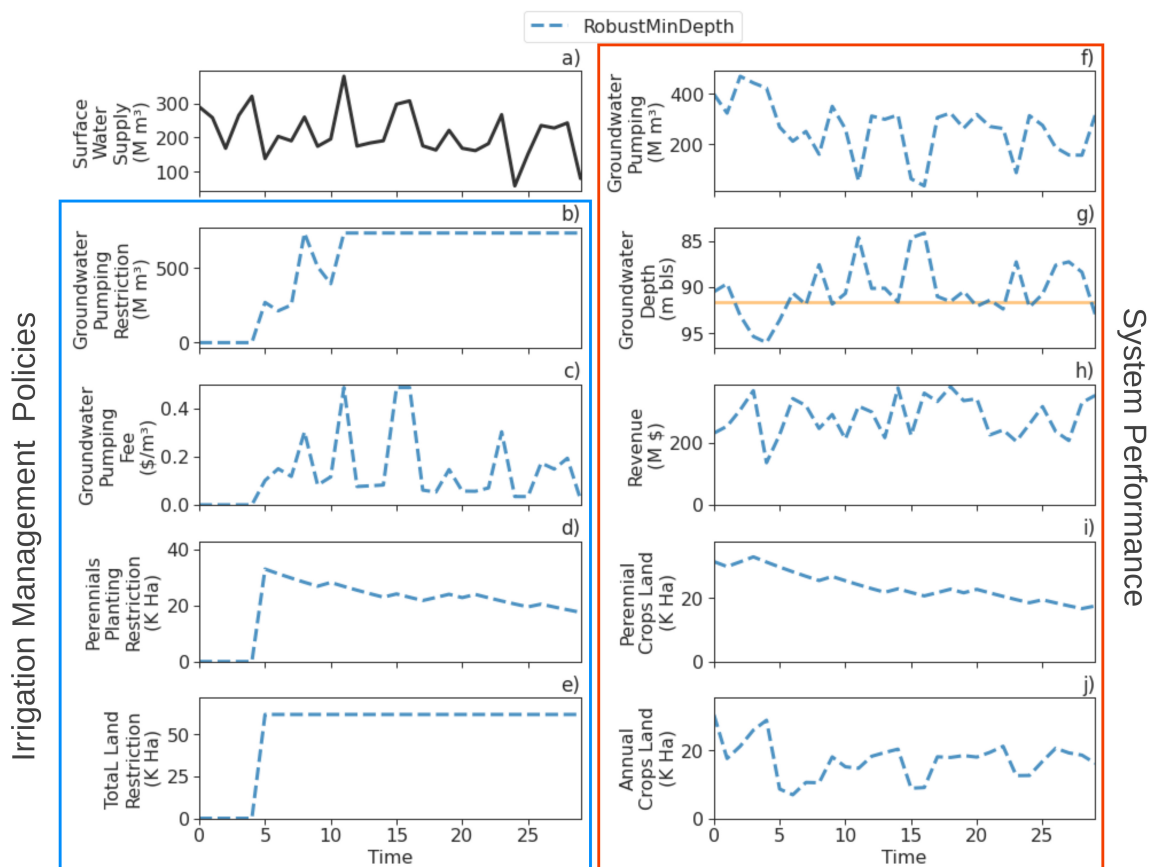 RobustMinDepth
Irrigation Management Policies
a)
Surface
Water
Supply
(M m³)
300
200
100
b)
Groundwater
Pumping
Restriction
(M m³)
500
0
c)
Groundwater
Pumping
Fee
($/m³)
0.4
0.2
0.0
d)
Perennials
Planting
Restriction
(K Ha)
40
20
0
e)
TotaL Land
Restriction
(K Ha)
50
25
0
0 5 10 15 20 25
Time
f)
Groundwater
Pumping
(M m³)
400
200
g)
Groundwater
Depth
(m bls)
85
90
95
h)
Revenue
(M $)
200
0
i)
Perennial
Crops Land
(K Ha)
20
0
j)
Annual
Crops Land
(K Ha)
20
0
0 5 10 15 20 25
Time
System Performance